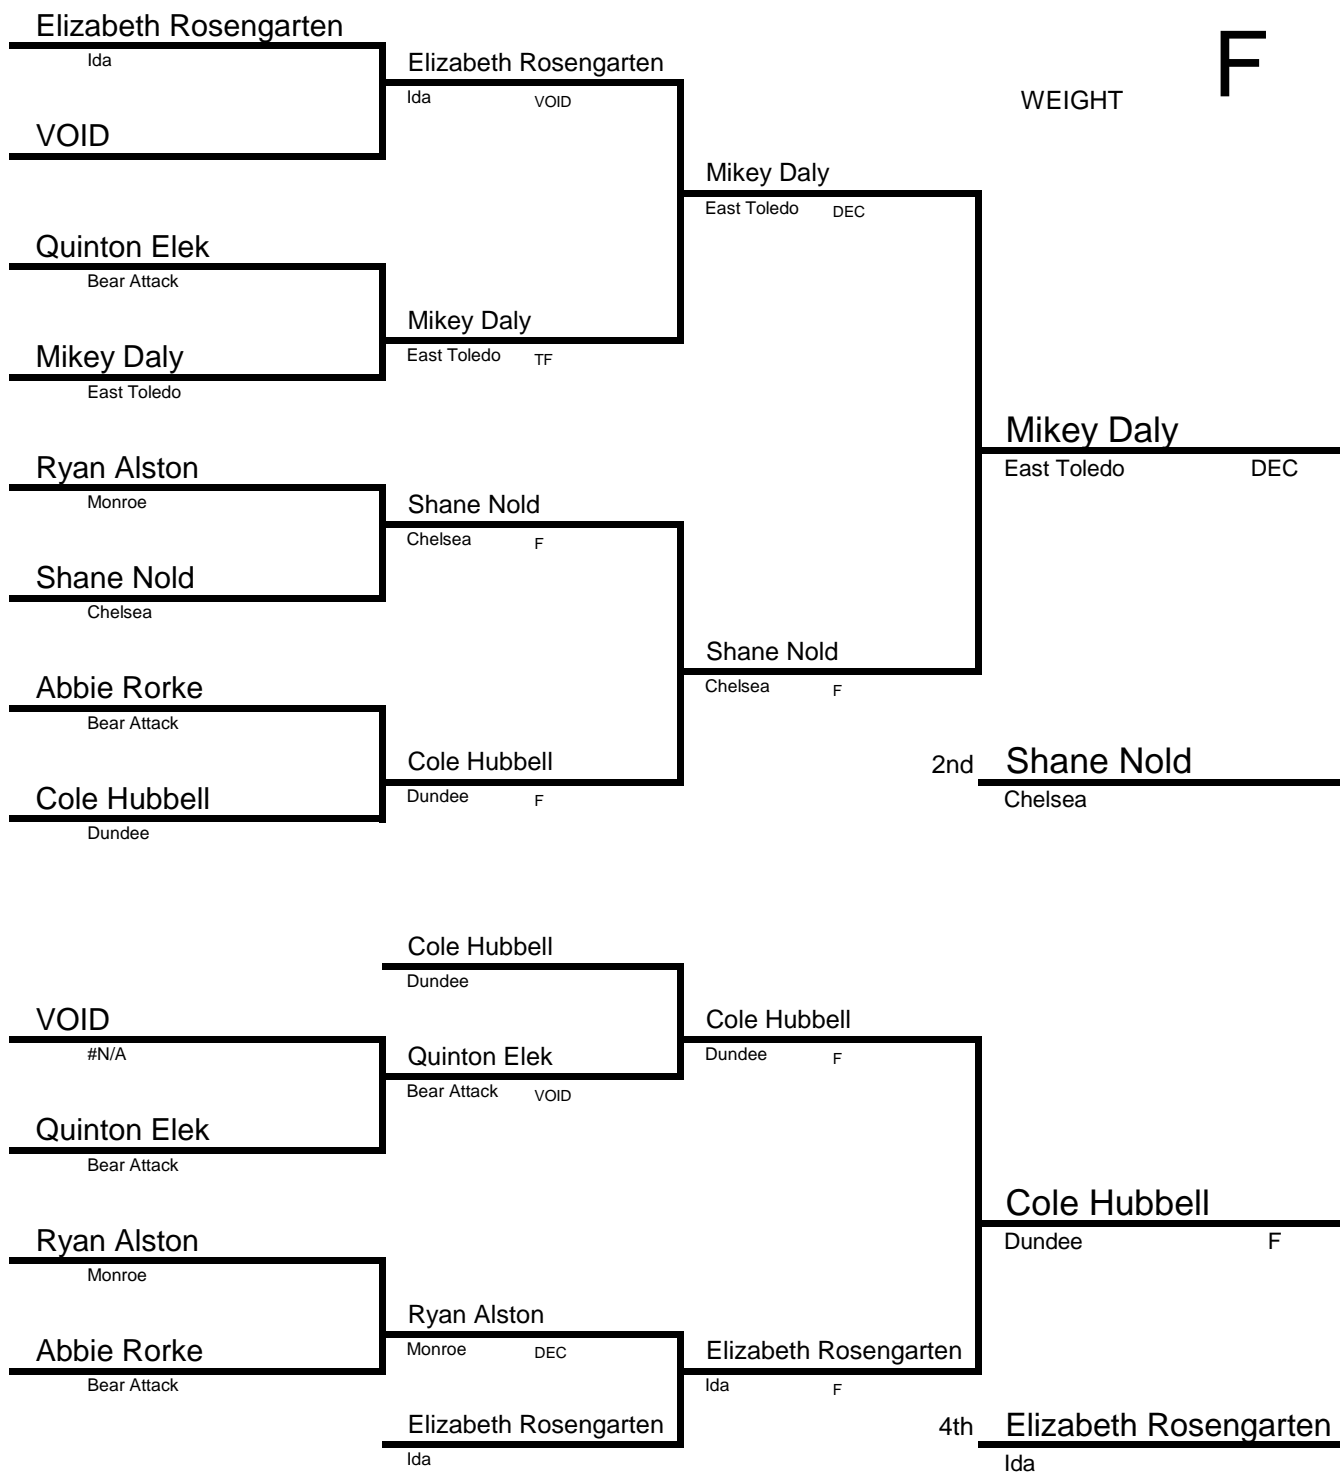 Elizabeth Rosengarten
Ida
VOID
Quinton Elek
Bear Attack
Mikey Daly
East Toledo
Ryan Alston
Monroe
Shane Nold
Chelsea
Abbie Rorke
Bear Attack
Cole Hubbell
Dundee
Elizabeth Rosengarten
Ida VOID
Mikey Daly
East Toledo TF
Shane Nold
Chelsea F
Cole Hubbell
Dundee F
Mikey Daly
East Toledo DEC
Shane Nold
Chelsea F
WEIGHT F
Mikey Daly
East Toledo DEC
2nd Shane Nold
Chelsea
VOID
#N/A
Quinton Elek
Bear Attack
Ryan Alston
Monroe
Abbie Rorke
Bear Attack
Cole Hubbell
Dundee
Quinton Elek
Bear Attack VOID
Ryan Alston
Monroe DEC
Elizabeth Rosengarten
Ida
Cole Hubbell
Dundee F
Elizabeth Rosengarten
Ida F
Cole Hubbell
Dundee F
4th Elizabeth Rosengarten
Ida